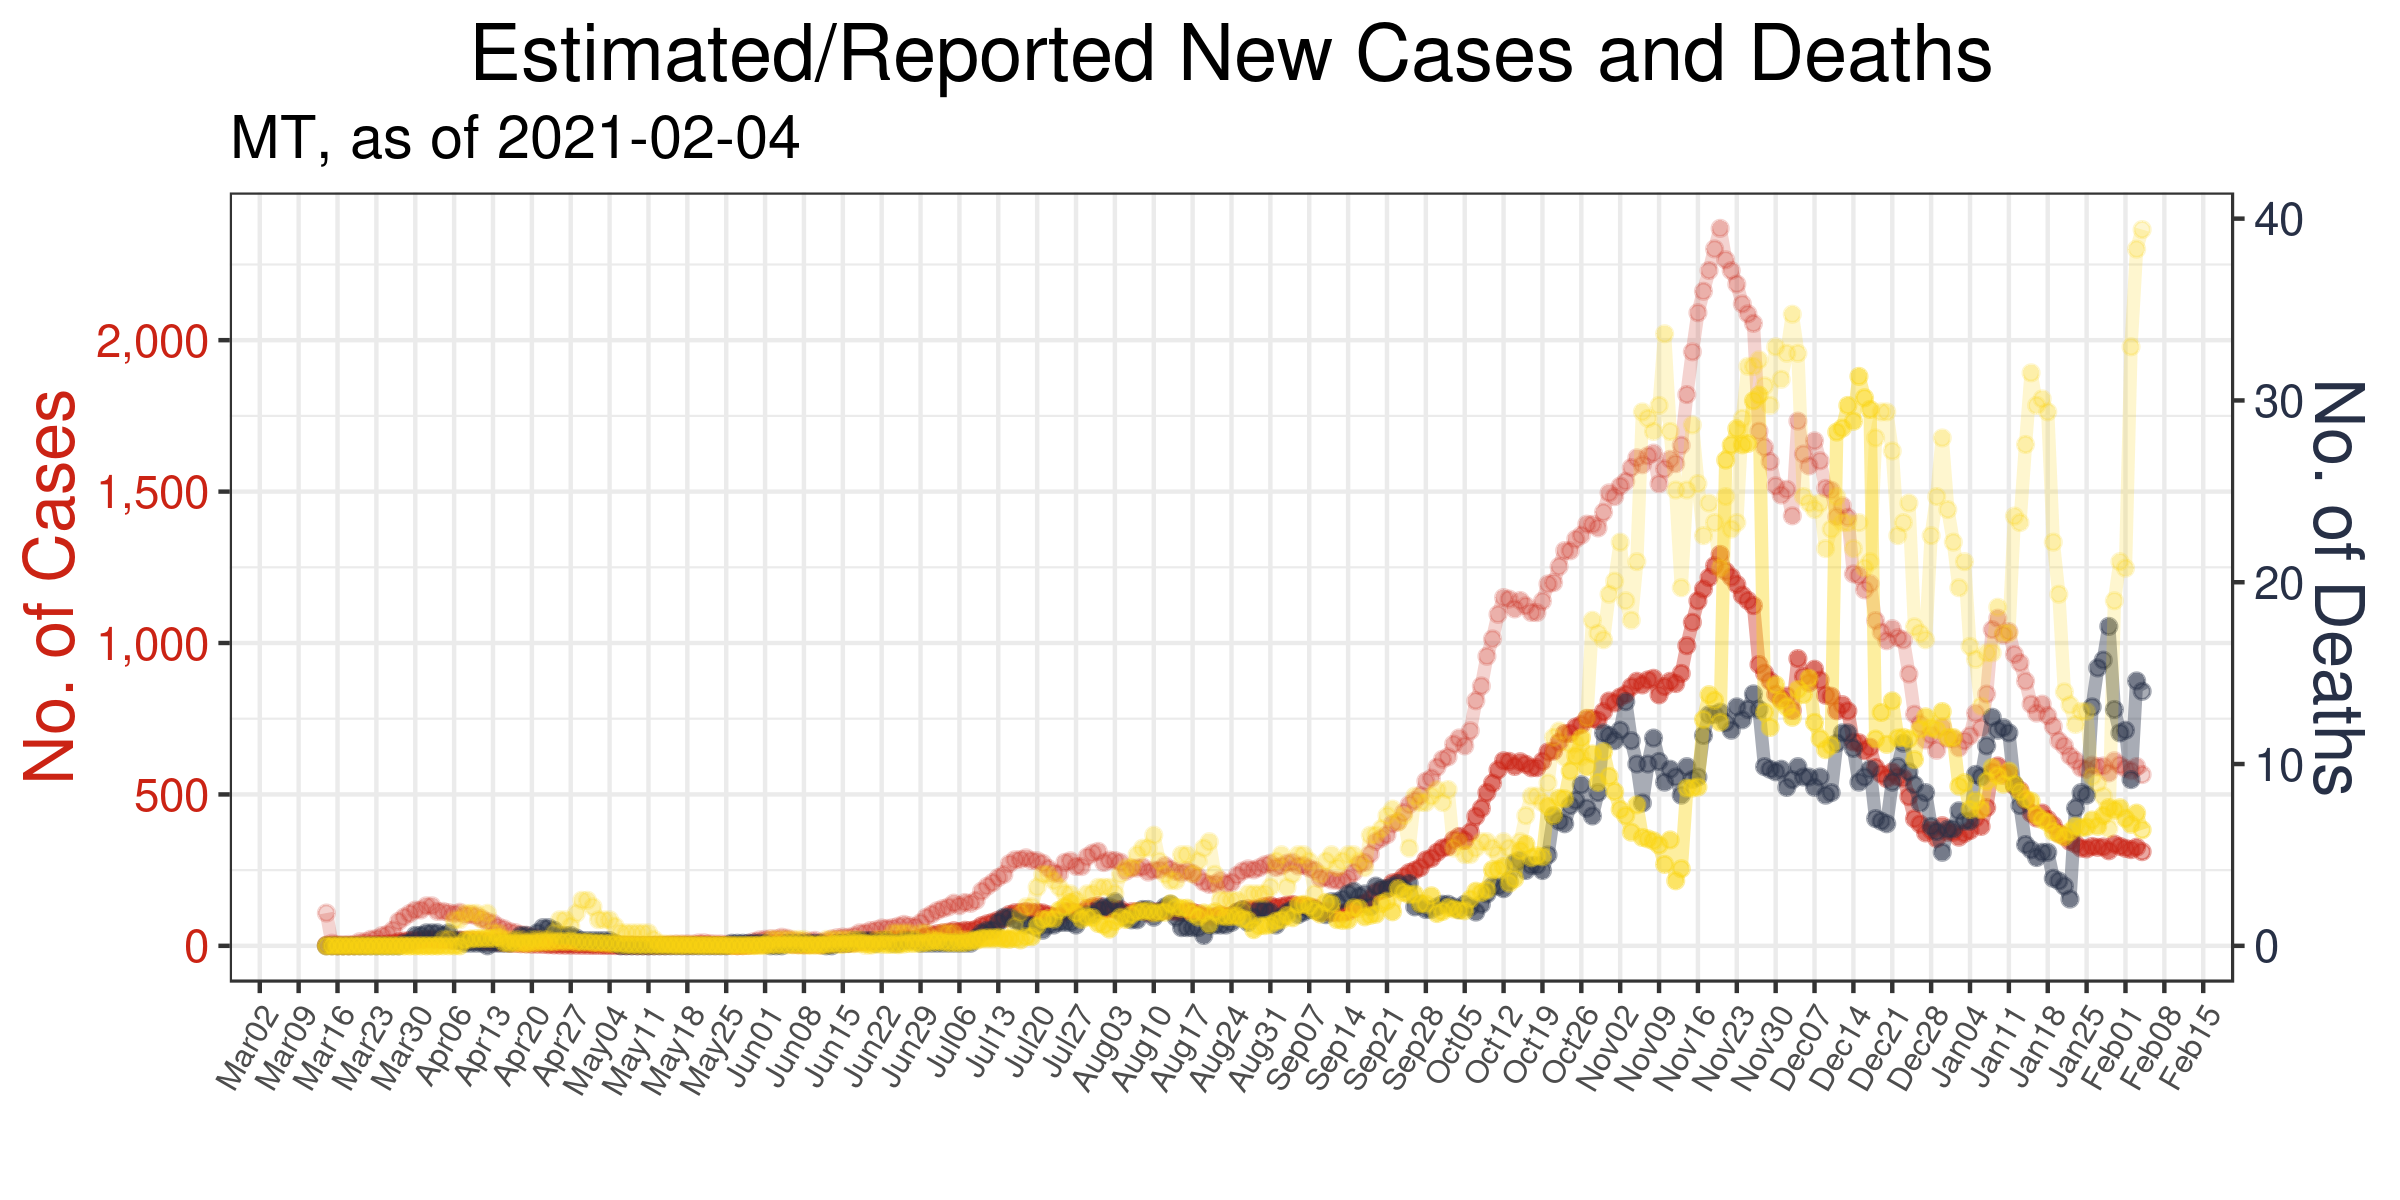 Estimated/Reported New Cases and Deaths
MT, as of 2021-02-04
No. of Cases
2,000
1,500
1,000
500
0
40
30
20
10
0
No. of Deaths
Mar02
Mar09
Mar16
Mar23
Mar30
Apr06
Apr13
Apr20
Apr27
May04
May11
May18
May25
Jun01
Jun08
Jun15
Jun22
Jun29
Jul06
Jul13
Jul20
Jul27
Aug03
Aug10
Aug17
Aug24
Aug31
Sep07
Sep14
Sep21
Sep28
Oct05
Oct12
Oct19
Oct26
Nov02
Nov09
Nov16
Nov23
Nov30
Dec07
Dec14
Dec21
Dec28
Jan04
Jan11
Jan18
Jan25
Feb01
Feb08
Feb15